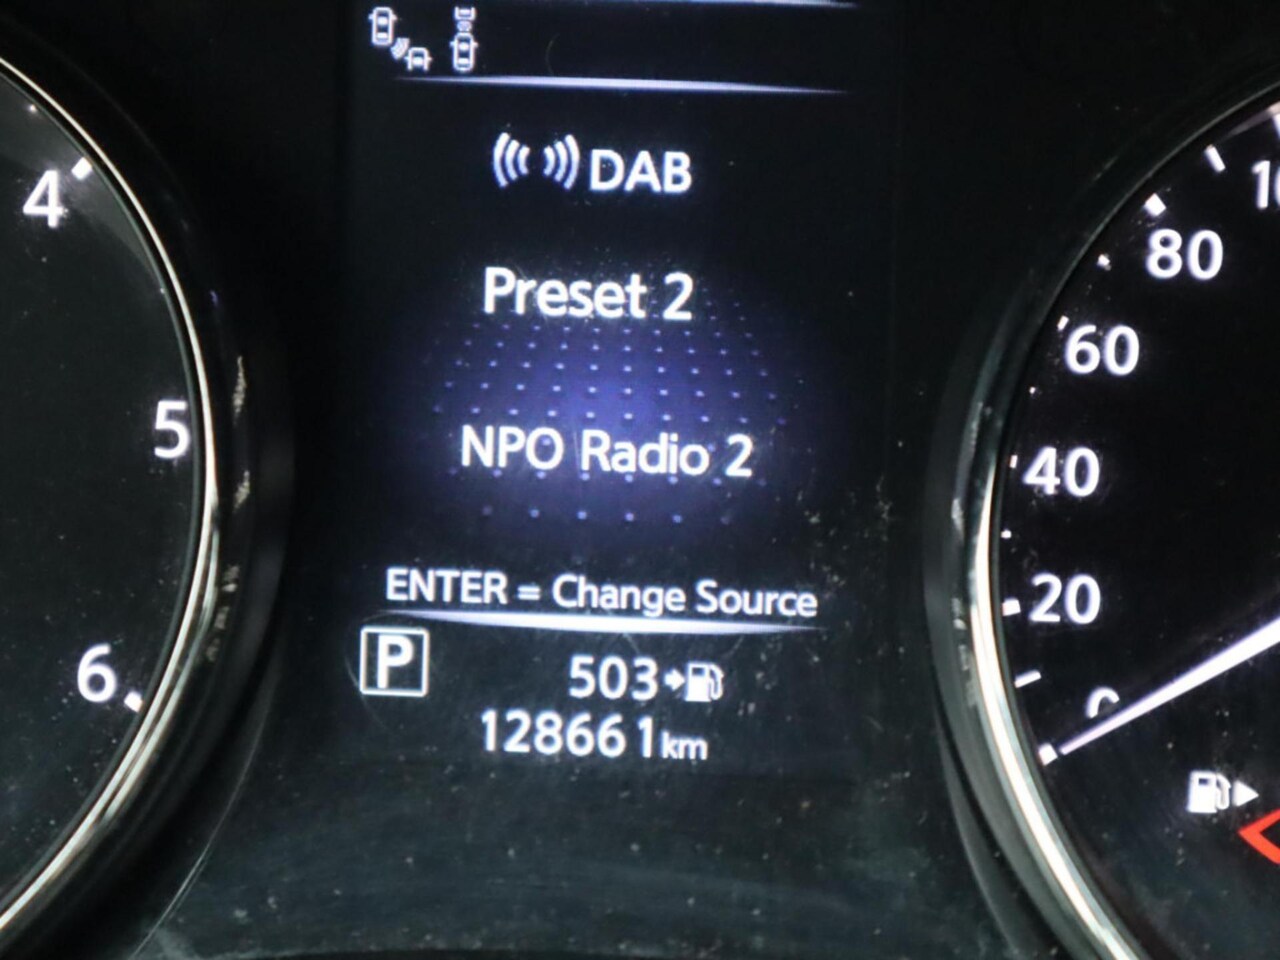 DAB
Preset 2
NPO Radio 2
ENTER = Change Source
P
503
128661 km
4
5
6
80
60
40
20
0